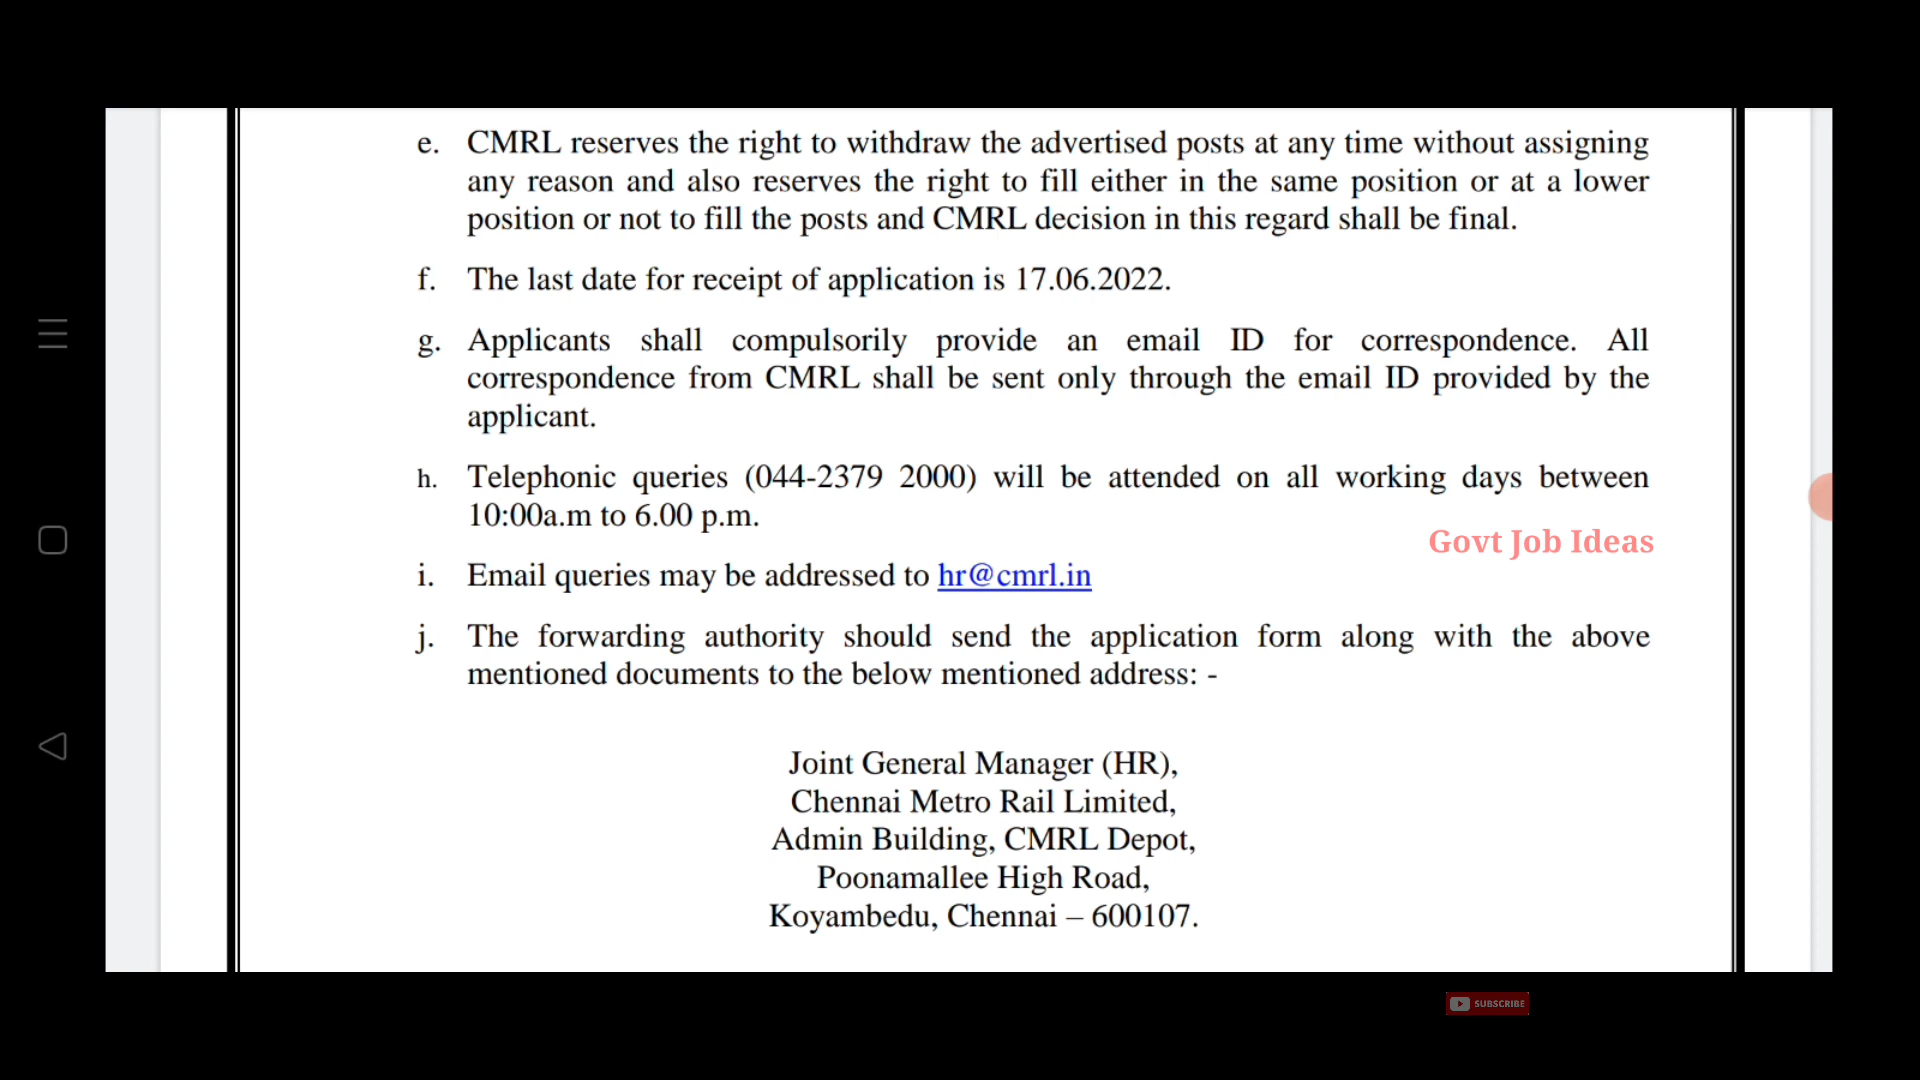 e. CMRL reserves the right to withdraw the advertised posts at any time without assigning
any reason and also reserves the right to fill either in the same position or at a lower
position or not to fill the posts and CMRL decision in this regard shall be final.
f. The last date for receipt of application is 17.06.2022.
g. Applicants shall compulsorily provide an email ID for correspondence. All
correspondence from CMRL shall be sent only through the email ID provided by the
applicant.
h. Telephonic queries (044-2379 2000) will be attended on all working days between
10:00a.m to 6.00 p.m.
Govt Job Ideas
i. Email queries may be addressed to hr@cmrl.in
j. The forwarding authority should send the application form along with the above
mentioned documents to the below mentioned address: -
Joint General Manager (HR),
Chennai Metro Rail Limited,
Admin Building, CMRL Depot,
Poonamallee High Road,
Koyambedu, Chennai – 600107.
SUBSCRIBE